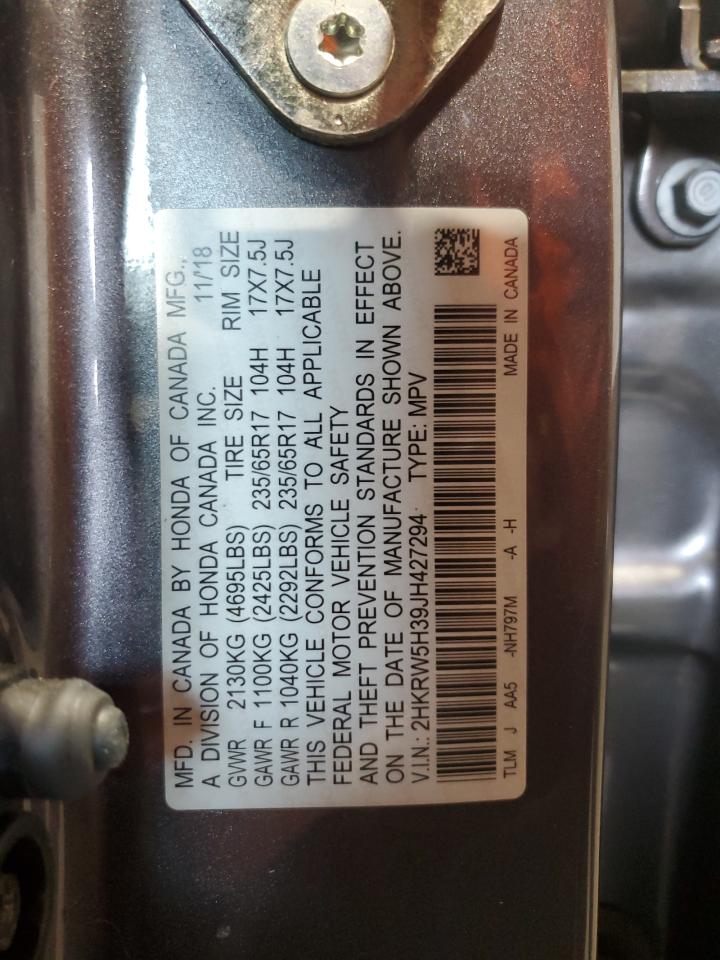 MFD. IN CANADA BY HONDA OF CANADA MFG.,
A DIVISION OF HONDA CANADA INC. 11/18
GVWR 2130KG (4695LBS) TIRE SIZE RIM SIZE
GAWR F 1100KG (2425LBS) 235/65R17 104H 17X7.5J
GAWR R 1040KG (2292LBS) 235/65R17 104H 17X7.5J
THIS VEHICLE CONFORMS TO ALL APPLICABLE
FEDERAL MOTOR VEHICLE SAFETY
AND THEFT PREVENTION STANDARDS IN EFFECT
ON THE DATE OF MANUFACTURE SHOWN ABOVE.
V.I.N.: 2HKRW5H39JH427294 TYPE: MPV
TLM J AA5 -NH797M -A -H MADE IN CANADA